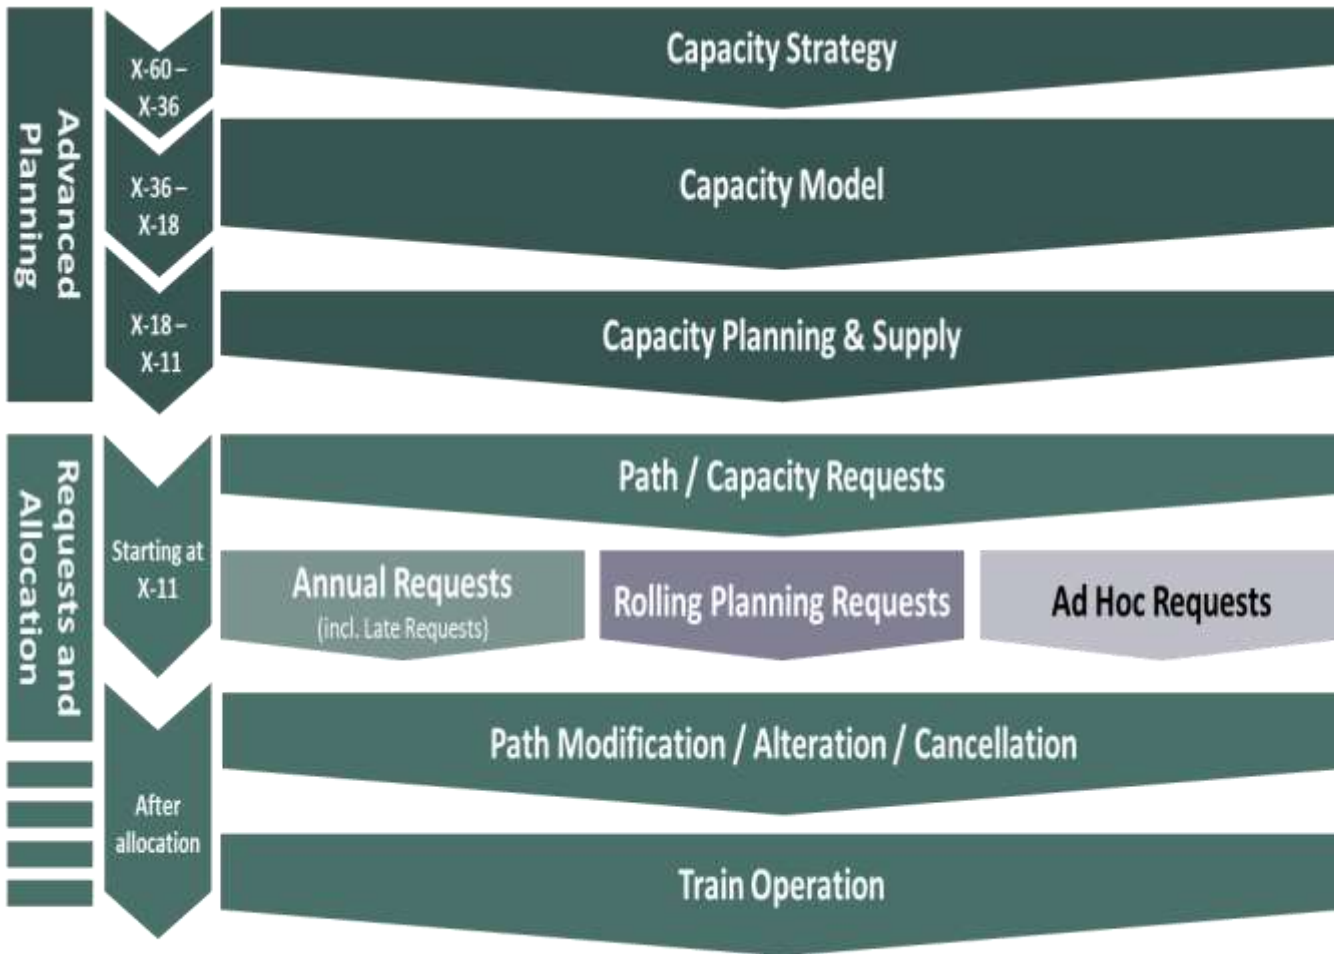 Advanced
Planning
X-60 –
X-36
Capacity Strategy
X-36 –
X-18
Capacity Model
X-18 –
X-11
Capacity Planning & Supply
Requests and
Allocation
Starting at
X-11
Path / Capacity Requests
Annual Requests
(incl. Late Requests)
Rolling Planning Requests
Ad Hoc Requests
After
allocation
Path Modification / Alteration / Cancellation
Train Operation